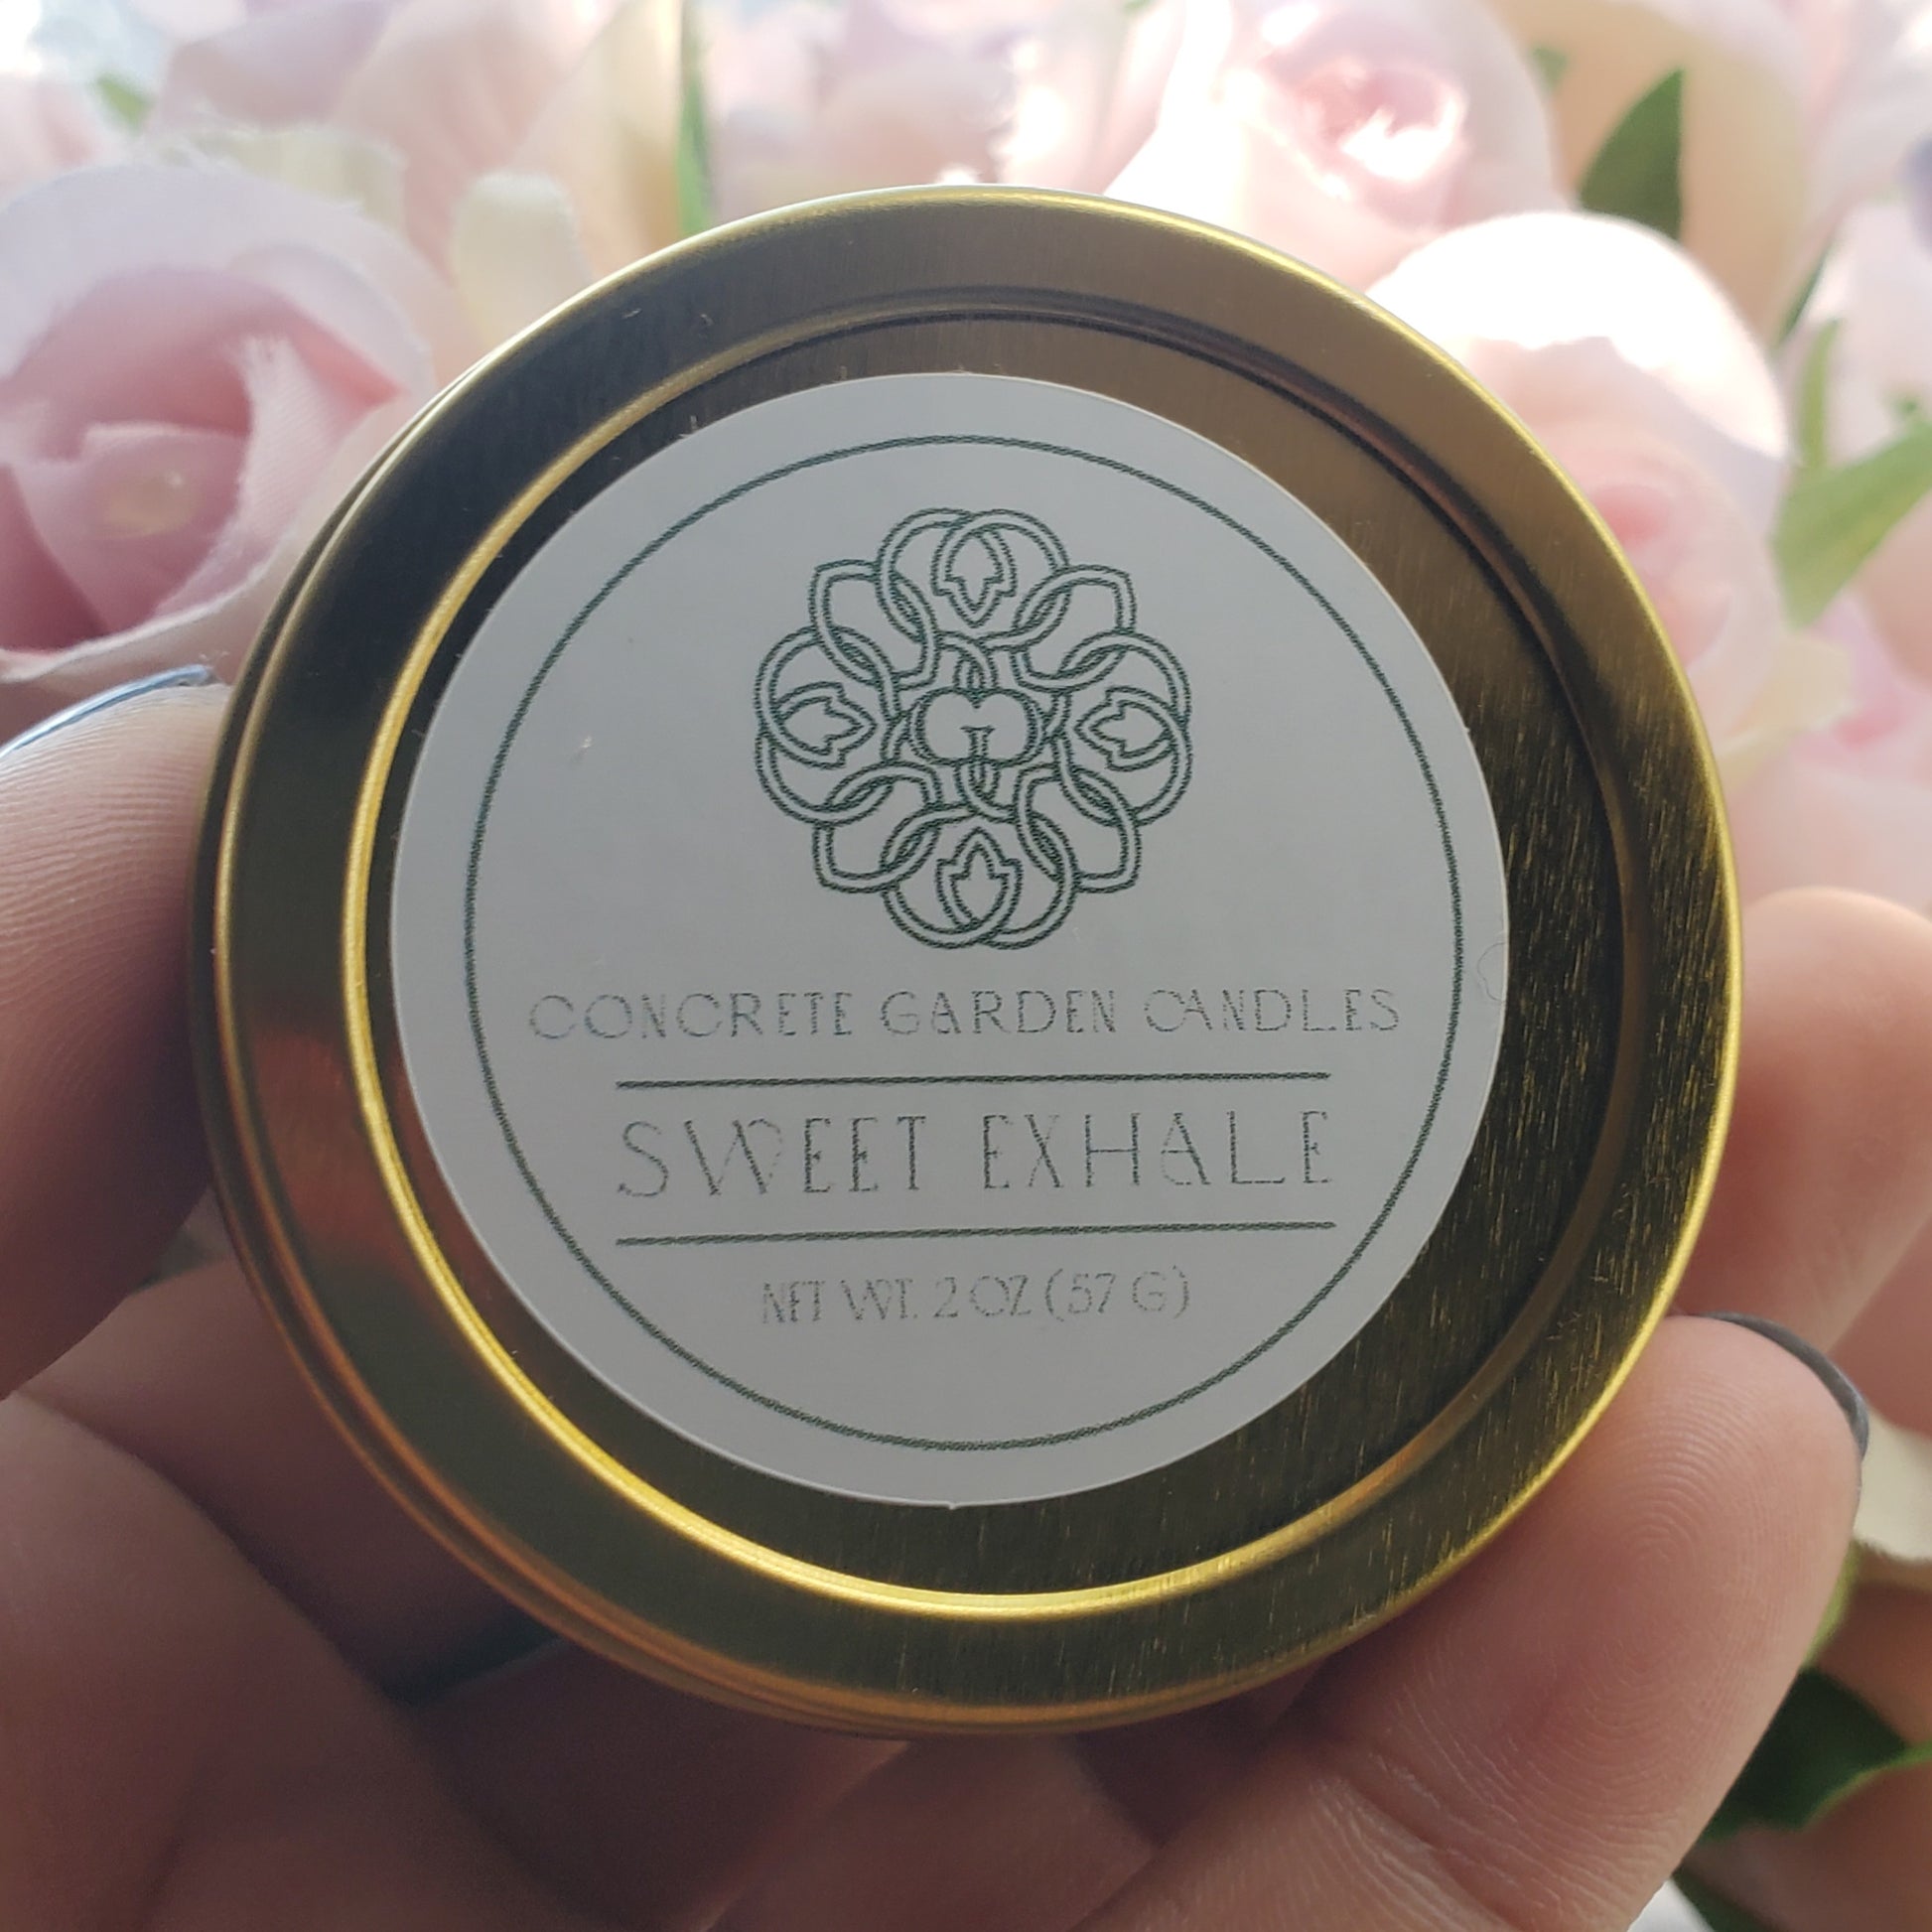 CONCRETE GARDEN CANDLES
SWEET EXHALE
NET WT. 2 OZ (57 G)